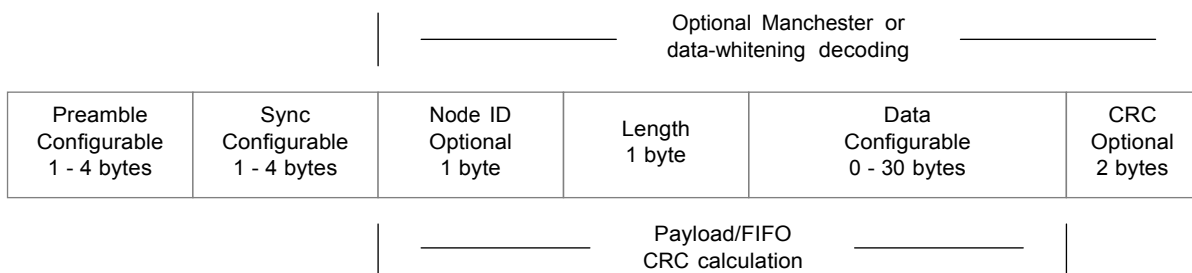 Optional Manchester or
data-whitening decoding
Preamble
Configurable
1 - 4 bytes
Sync
Configurable
1 - 4 bytes
Node ID
Optional
1 byte
Length
1 byte
Data
Configurable
0 - 30 bytes
CRC
Optional
2 bytes
Payload/FIFO
CRC calculation